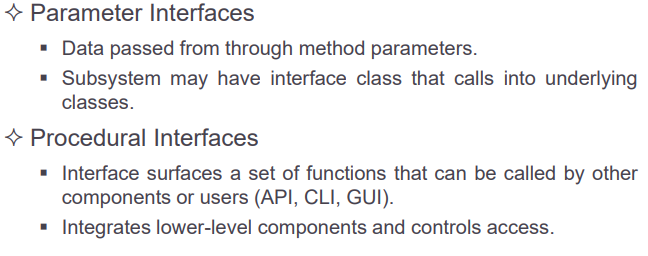 ✧ Parameter Interfaces
▪ Data passed from through method parameters.
▪ Subsystem may have interface class that calls into underlying
classes.
✧ Procedural Interfaces
▪ Interface surfaces a set of functions that can be called by other
components or users (API, CLI, GUI).
▪ Integrates lower-level components and controls access.